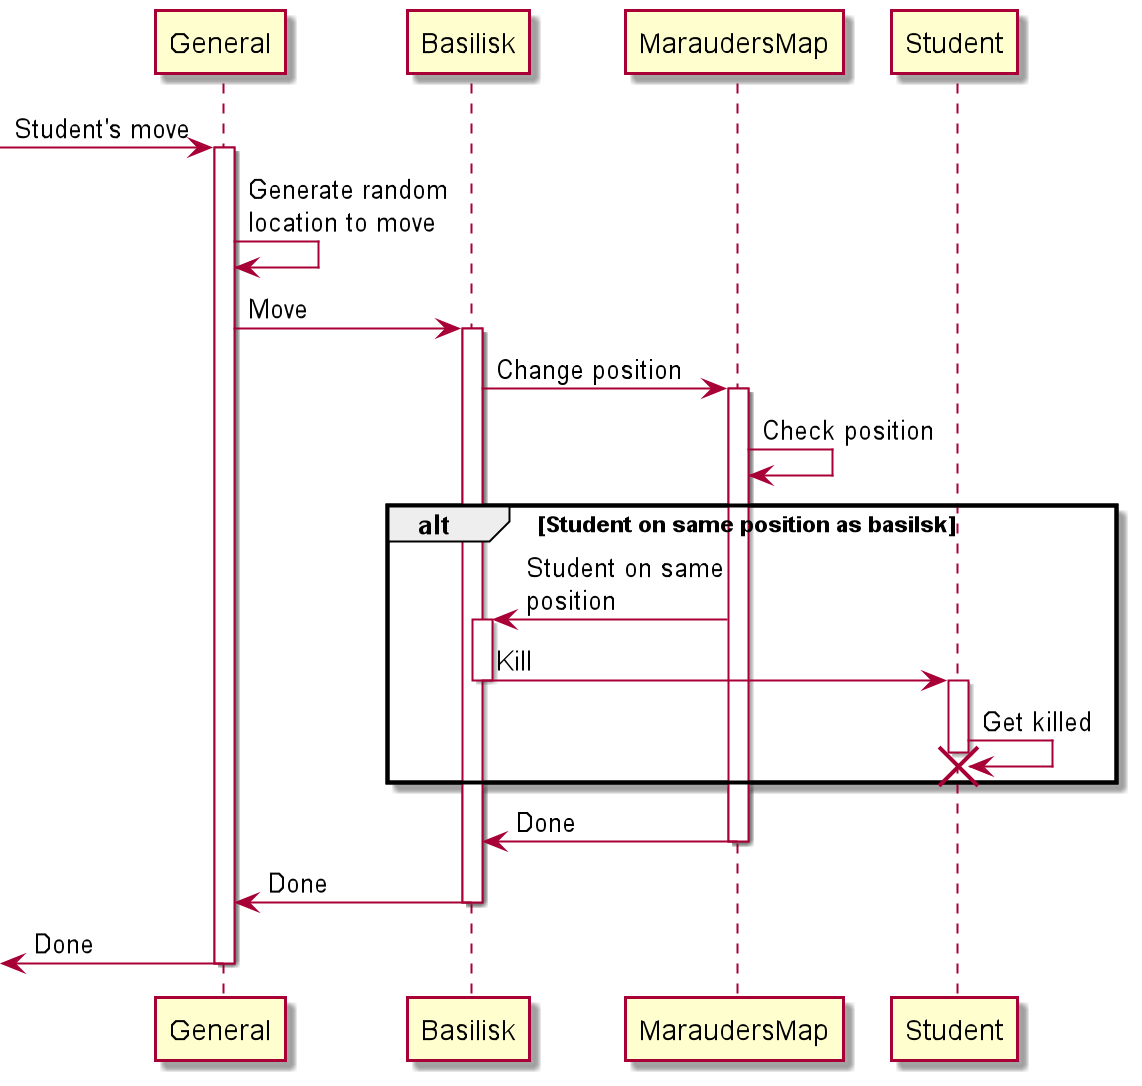 General
Basilisk
MaraudersMap
Student
Student's move
Generate random
location to move
Move
Change position
Check position
alt
[Student on same position as basilsk]
Student on same
position
Kill
Get killed
Done
Done
Done
General
Basilisk
MaraudersMap
Student